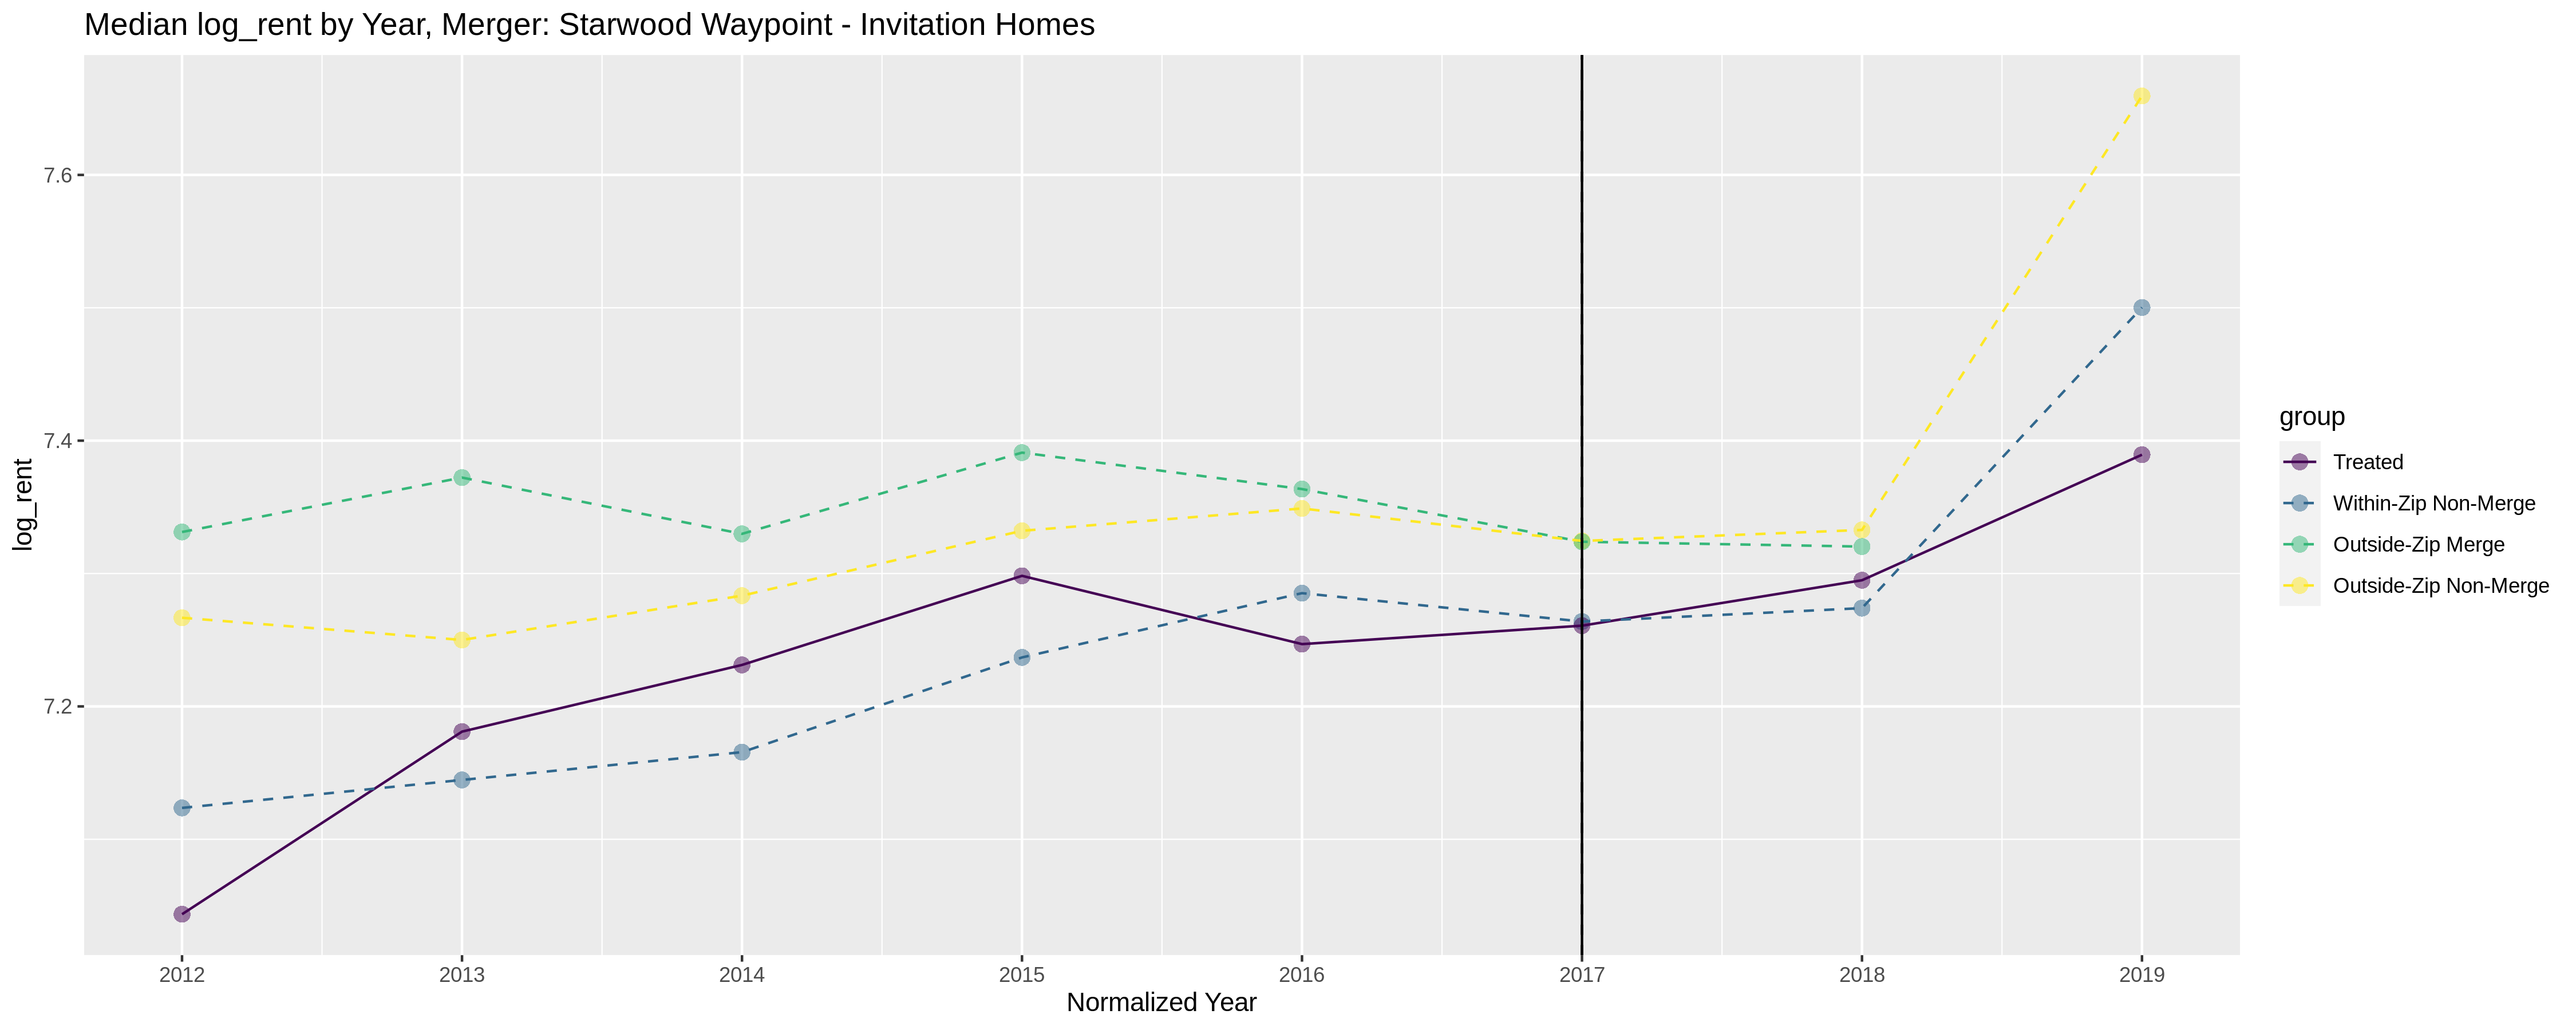 Median log_rent by Year, Merger: Starwood Waypoint - Invitation Homes
log_rent
7.6
7.4
7.2
2012 2013 2014 2015 2016 2017 2018 2019
Normalized Year
group
Treated
Within-Zip Non-Merge
Outside-Zip Merge
Outside-Zip Non-Merge